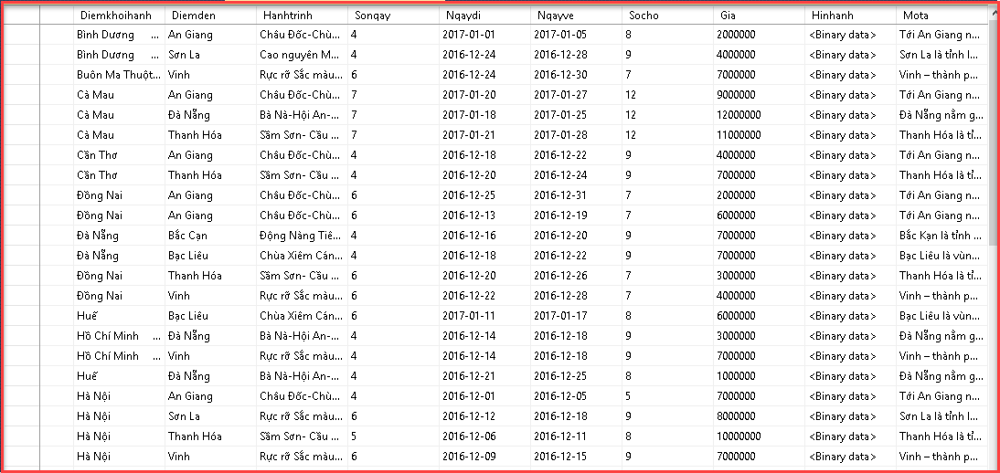 Diemkhoihanh Diemden Hanhtrinh Songay Ngaydi Ngayve Socho Gia Hinhanh Mota
Bình Dương ... An Giang Châu Đốc-Chù... 4 2017-01-01 2017-01-05 8 2000000 <Binary data> Tới An Giang n...
Bình Dương ... Sơn La Cao nguyên M... 4 2016-12-24 2016-12-28 9 4000000 <Binary data> Sơn La là tỉnh l...
Buôn Ma Thuột... Vinh Rực rỡ Sắc màu... 6 2016-12-24 2016-12-30 7 7000000 <Binary data> Vinh – thành p...
Cà Mau An Giang Châu Đốc-Chù... 7 2017-01-20 2017-01-27 12 9000000 <Binary data> Tới An Giang n...
Cà Mau Đà Nẵng Bà Nà-Hội An-... 7 2017-01-18 2017-01-25 12 12000000 <Binary data> Đà Nẵng nằm g...
Cà Mau Thanh Hóa Sầm Sơn- Cầu ... 7 2017-01-21 2017-01-28 12 11000000 <Binary data> Thanh Hóa là tỉ...
Cần Thơ An Giang Châu Đốc-Chù... 4 2016-12-18 2016-12-22 9 4000000 <Binary data> Tới An Giang n...
Cần Thơ Thanh Hóa Sầm Sơn- Cầu ... 4 2016-12-20 2016-12-24 9 7000000 <Binary data> Thanh Hóa là tỉ...
Đồng Nai An Giang Châu Đốc-Chù... 6 2016-12-25 2016-12-31 7 2000000 <Binary data> Tới An Giang n...
Đồng Nai An Giang Châu Đốc-Chù... 6 2016-12-13 2016-12-19 7 6000000 <Binary data> Tới An Giang n...
Đà Nẵng Bắc Cạn Động Nàng Tiê... 4 2016-12-16 2016-12-20 9 7000000 <Binary data> Bắc Kạn là tỉnh ...
Đà Nẵng Bạc Liêu Chùa Xiêm Cán... 4 2016-12-18 2016-12-22 9 7000000 <Binary data> Bạc Liêu là vùn...
Đồng Nai Thanh Hóa Sầm Sơn- Cầu ... 6 2016-12-20 2016-12-26 7 3000000 <Binary data> Thanh Hóa là tỉ...
Đồng Nai Vinh Rực rỡ Sắc màu... 6 2016-12-22 2016-12-28 7 4000000 <Binary data> Vinh – thành p...
Huế Bạc Liêu Chùa Xiêm Cán... 6 2017-01-11 2017-01-17 8 6000000 <Binary data> Bạc Liêu là vùn...
Hồ Chí Minh ... Đà Nẵng Bà Nà-Hội An-... 4 2016-12-14 2016-12-18 9 3000000 <Binary data> Đà Nẵng nằm g...
Hồ Chí Minh ... Vinh Rực rỡ Sắc màu... 4 2016-12-14 2016-12-18 9 7000000 <Binary data> Vinh – thành p...
Huế Đà Nẵng Bà Nà-Hội An-... 4 2016-12-21 2016-12-25 8 1000000 <Binary data> Đà Nẵng nằm g...
Hà Nội An Giang Châu Đốc-Chù... 4 2016-12-01 2016-12-05 5 7000000 <Binary data> Tới An Giang n...
Hà Nội Sơn La Rực rỡ Sắc màu... 6 2016-12-12 2016-12-18 9 8000000 <Binary data> Sơn La là tỉnh l...
Hà Nội Thanh Hóa Sầm Sơn- Cầu ... 5 2016-12-06 2016-12-11 8 10000000 <Binary data> Thanh Hóa là tỉ...
Hà Nội Vinh Rực rỡ Sắc màu... 6 2016-12-09 2016-12-15 9 7000000 <Binary data> Vinh – thành p...